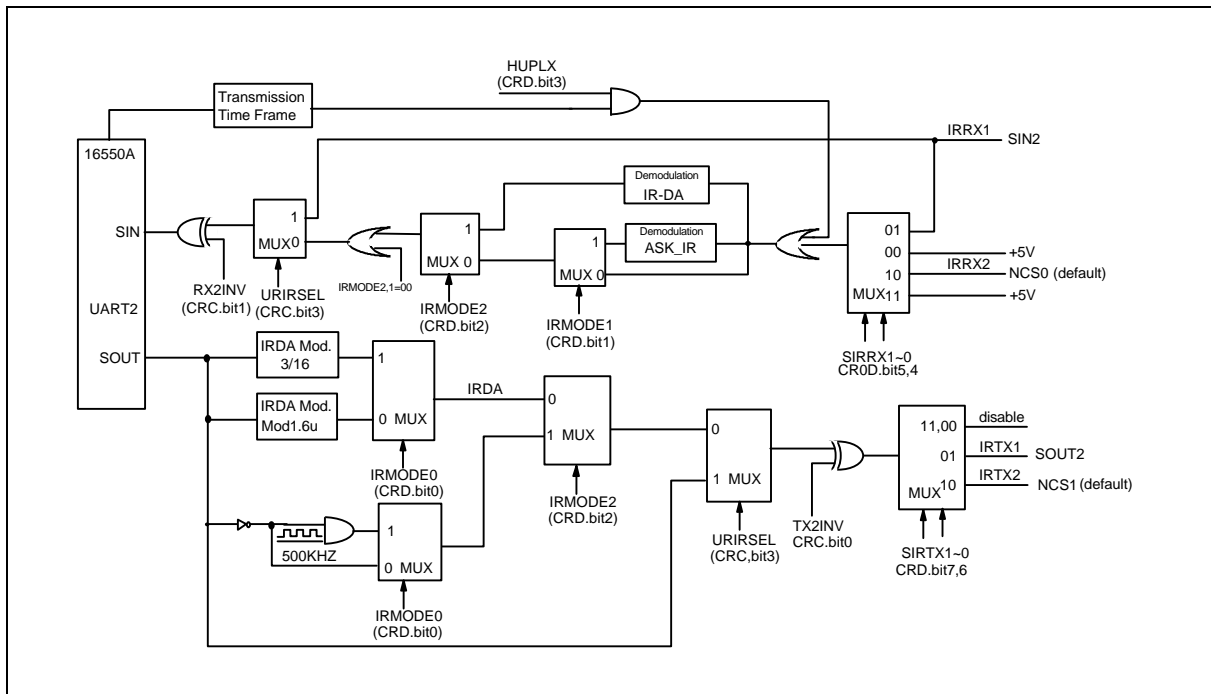 HUPLX
(CRD.bit3)
Transmission
Time Frame
16550A
IRRX1
SIN2
Demodulation
IR-DA
1
1
01
SIN
MUX 0
Demodulation
ASK_IR
1
00
+5V
MUX 0
MUX 0
10
IRRX2
NCS0 (default)
RX2INV
(CRC.bit1)
URIRSEL
(CRC.bit3)
IRMODE2,1=00
MUX 11
+5V
UART2
IRMODE2
(CRD.bit2)
IRMODE1
(CRD.bit1)
SIRRX1~0
CR0D.bit5,4
SOUT
IRDA Mod.
3/16
1
IRDA
0
IRDA Mod.
Mod1.6u
0 MUX
1 MUX
0
11,00
disable
01
IRTX1
SOUT2
IRMODE0
(CRD.bit0)
IRMODE2
(CRD.bit2)
1 MUX
MUX 10
IRTX2
NCS1 (default)
1
500KHZ
0 MUX
URIRSEL
(CRC,bit3)
TX2INV
CRC.bit0
SIRTX1~0
CRD.bit7,6
IRMODE0
(CRD.bit0)